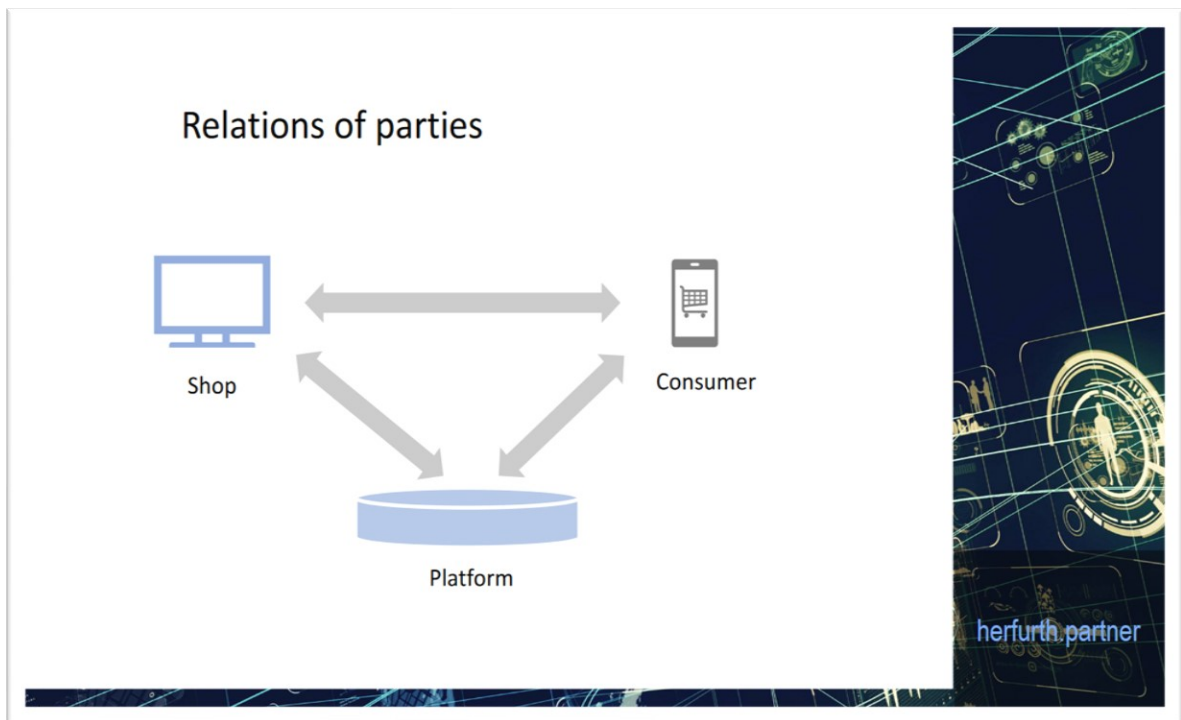 Relations of parties
Shop
Consumer
Platform
herfurth.partner